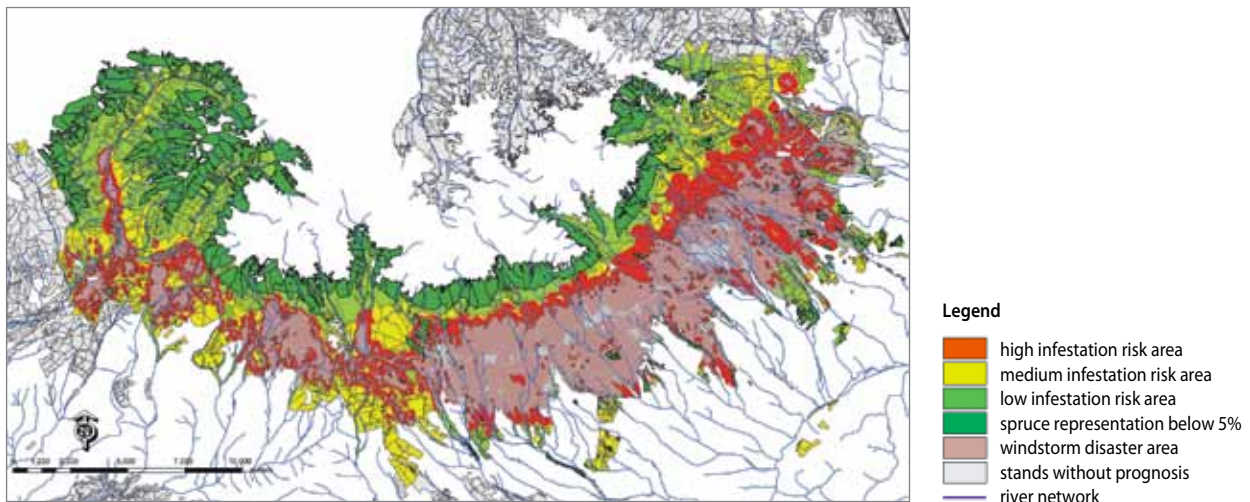 Legend
high infestation risk area
medium infestation risk area
low infestation risk area
spruce representation below 5%
windstorm disaster area
stands without prognosis
river network